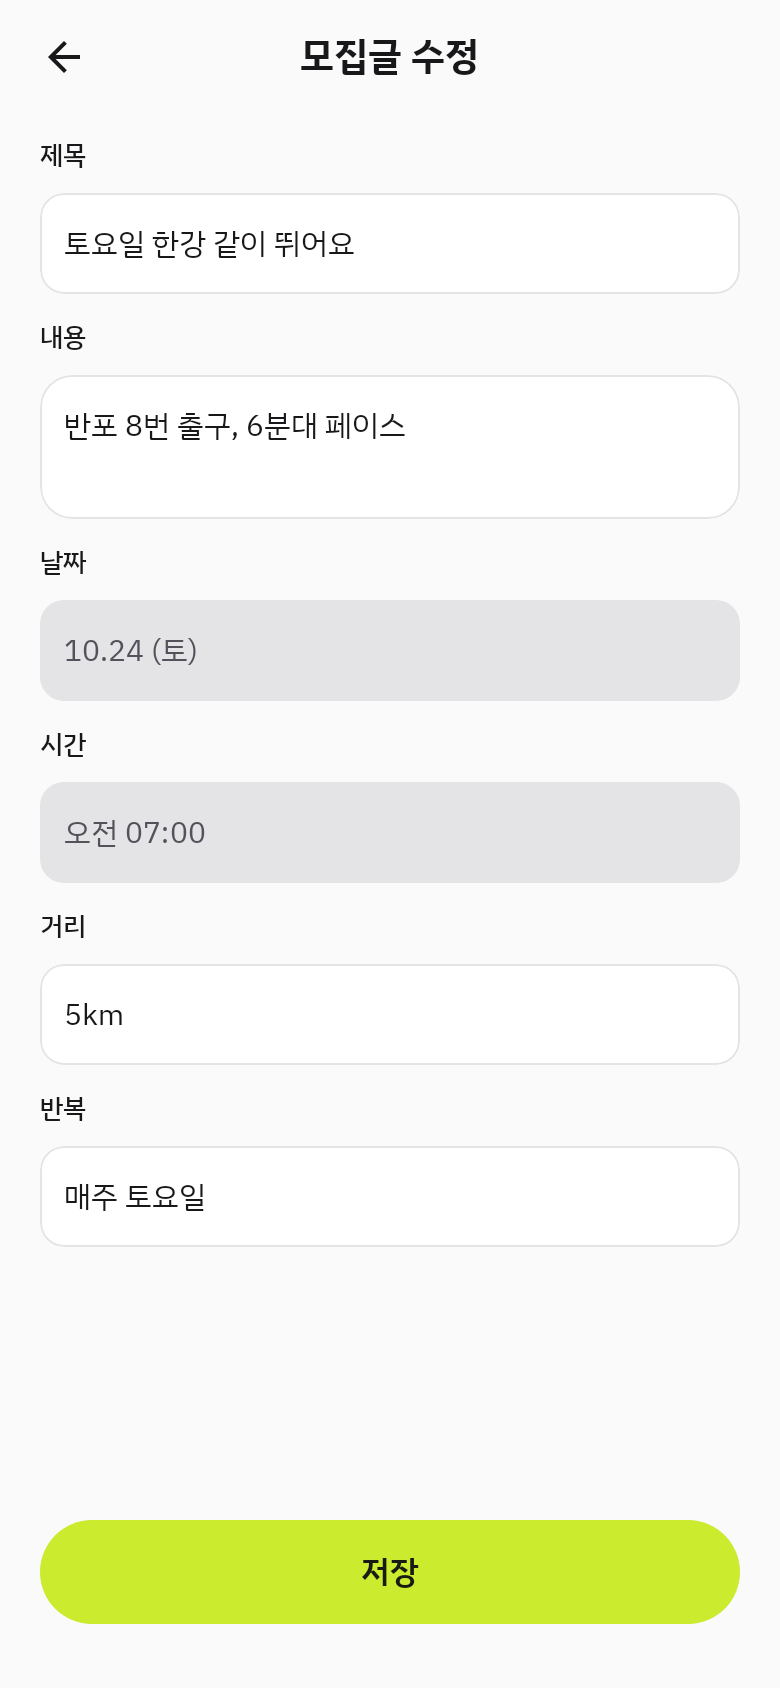 모집글 수정
제목
토요일 한강 같이 뛰어요
내용
반포 8번 출구, 6분대 페이스
날짜
10.24 (토)
시간
오전 07:00
거리
5km
반복
매주 토요일
저장